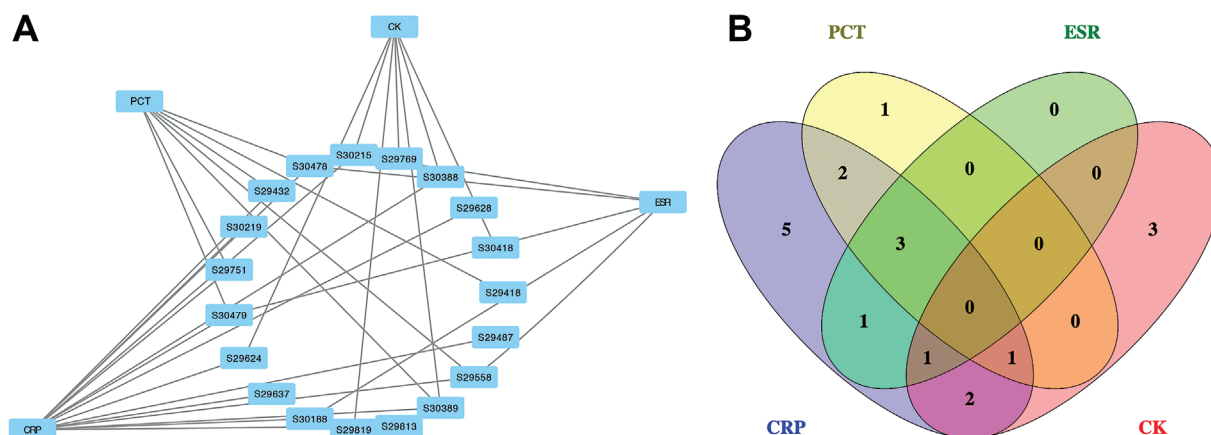 A
CK
PCT
S30215
S29769
S30478
S30388
S29432
ESR
S29628
S30219
S30418
S29751
S29418
S30479
S29487
S29624
S29558
S29637
S30389
S30188
CRP
S29819
S29813
B
PCT
ESR
1
0
2
0
0
5
3
0
3
0
1
0
1
1
2
CRP
CK